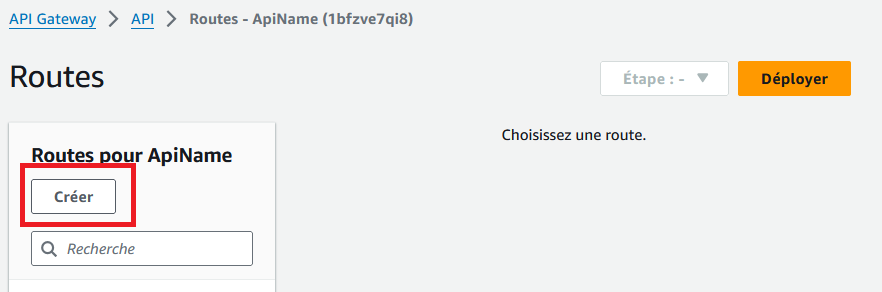 API Gateway > API > Routes - ApiName (1bfzve7qi8)
Routes
Étape : - ▼
Déployer
Routes pour ApiName
Choisissez une route.
Créer
Recherche